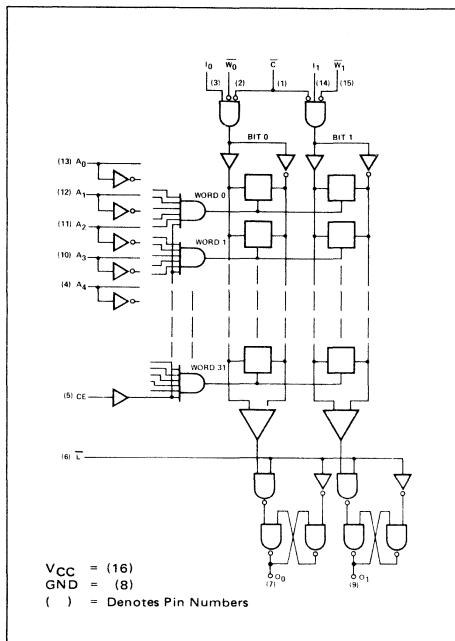 I0 W̅0̅ C̅ I1 W̅1̅
(3) (2) (1) (14) (15)
BIT 0 BIT 1
(13) A0
(12) A1
WORD 0
(11) A2
WORD 1
(10) A3
(4) A4
WORD 31
(5) CE
(6) L̅
O0 O1
(7) (9)
VCC = (16)
GND = (8)
( ) = Denotes Pin Numbers